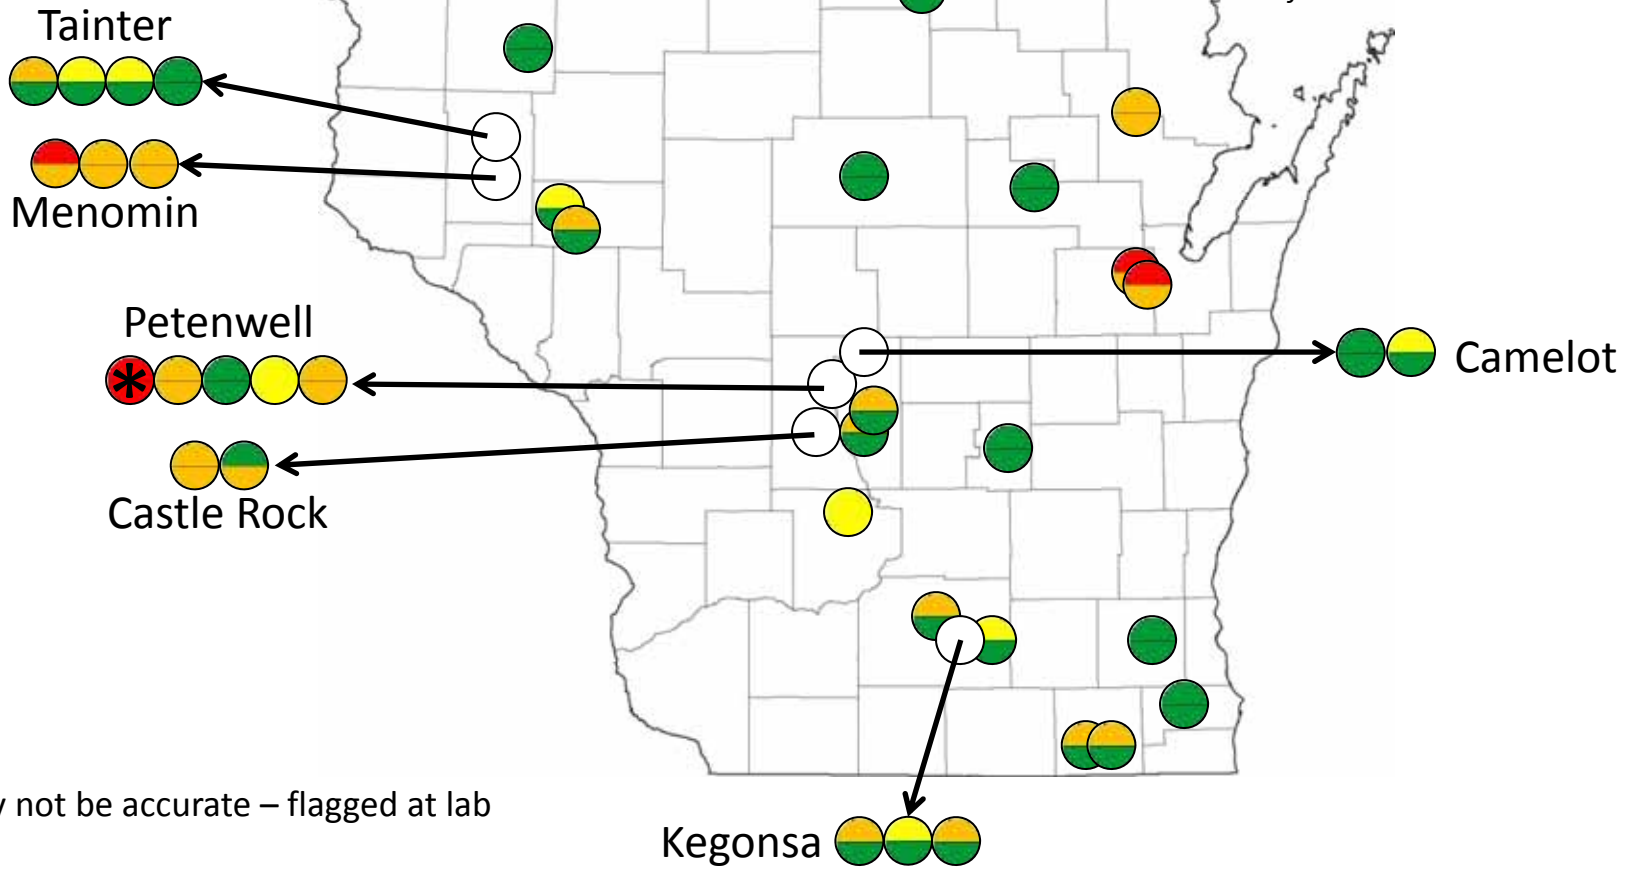 Tainter
Menomin
Petenwell
*
Camelot
Castle Rock
not be accurate – flagged at lab
Kegonsa